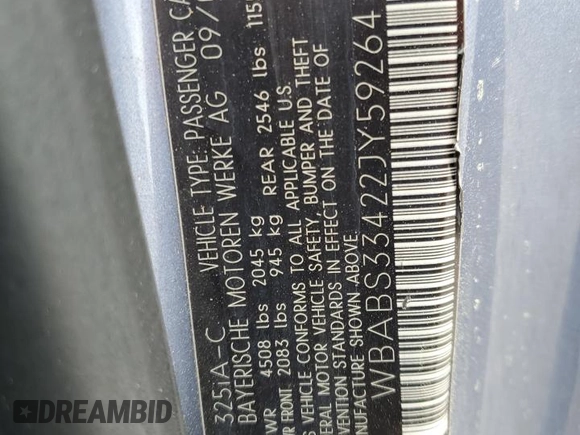 325iA-C VEHICLE TYPE: PASSENGER CA
BAYERISCHE MOTOREN WERKE AG 09/
WR 4508 lbs 2045 kg REAR 2546 lbs 115
WR FRONT 2083 lbs 945 kg
S VEHICLE CONFORMS TO ALL APPLICABLE U.S.
ERAL MOTOR VEHICLE SAFETY, BUMPER AND THEFT
VENTION STANDARDS IN EFFECT ON THE DATE OF
NUFACTURE SHOWN ABOVE.
WBABS33422JY59264
DREAMBID